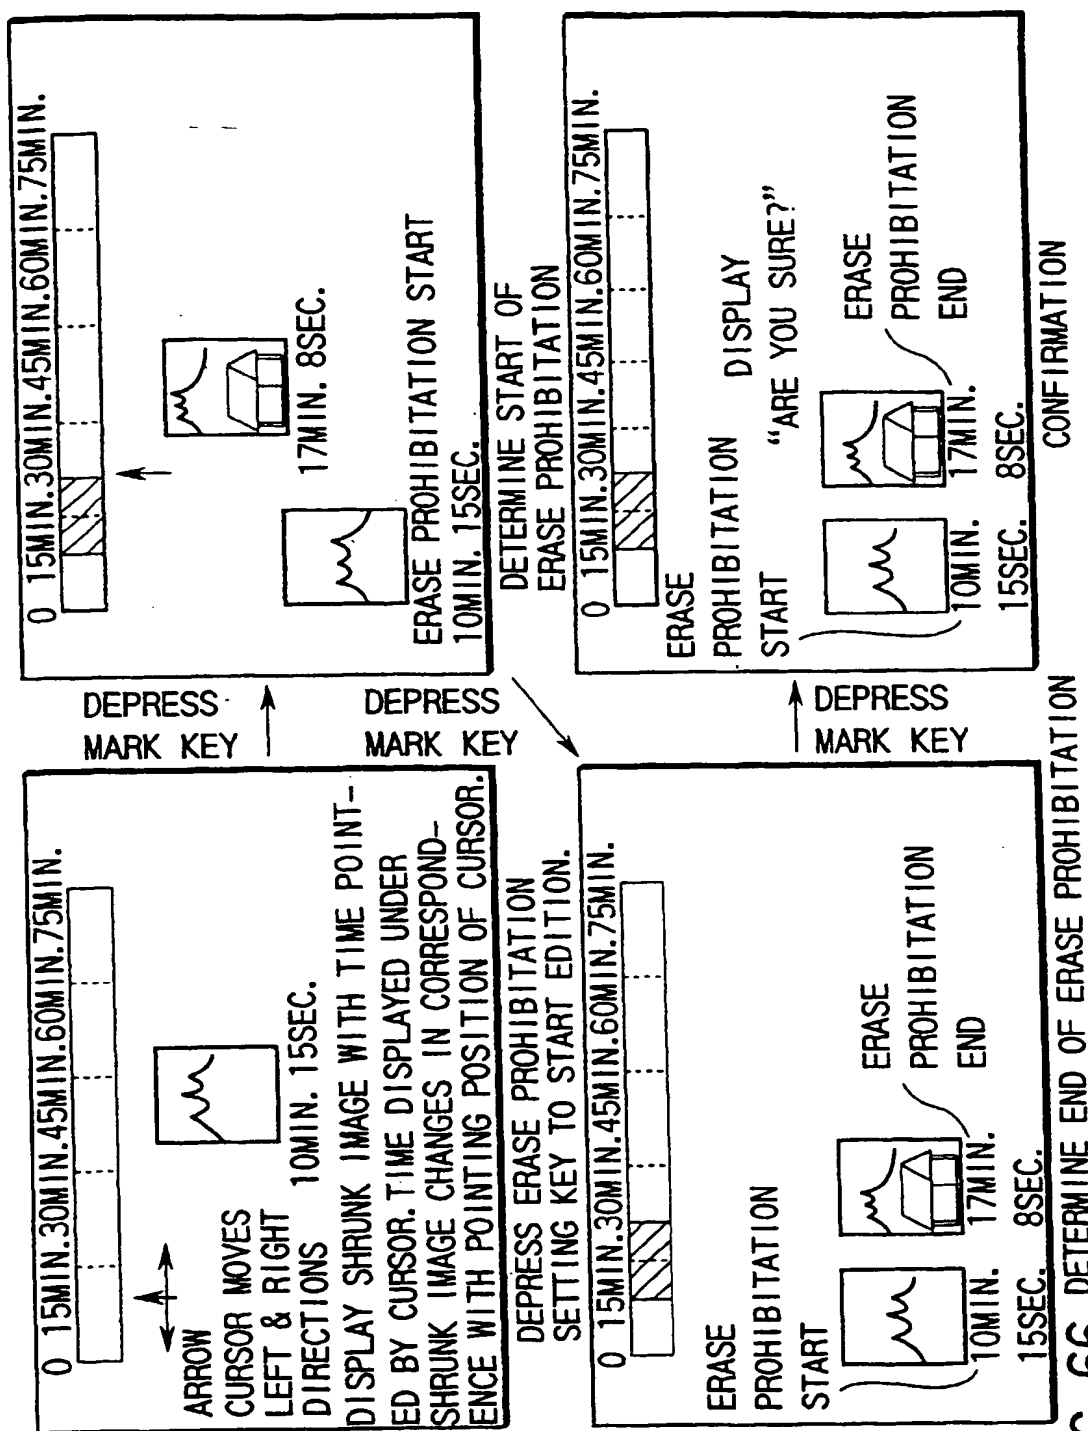 0 15MIN.30MIN.45MIN.60MIN.75MIN.
ARROW
CURSOR MOVES
LEFT & RIGHT
DIRECTIONS
10MIN. 15SEC.
DISPLAY SHRUNK IMAGE WITH TIME POINT-
ED BY CURSOR. TIME DISPLAYED UNDER
SHRUNK IMAGE CHANGES IN CORRESPOND-
ENCE WITH POINTING POSITION OF CURSOR.
DEPRESS ERASE PROHIBITATION
SETTING KEY TO START EDITION.
DEPRESS
MARK KEY
0 15MIN.30MIN.45MIN.60MIN.75MIN.
17MIN. 8SEC.
ERASE PROHIBITATION START
10MIN. 15SEC.
DETERMINE START OF
ERASE PROHIBITATION
DEPRESS
MARK KEY
0 15MIN.30MIN.45MIN.60MIN.75MIN.
ERASE
PROHIBITATION
START
10MIN.
15SEC.
17MIN.
8SEC.
ERASE
PROHIBITATION
END
DETERMINE END OF ERASE PROHIBITATION
DEPRESS
MARK KEY
0 15MIN.30MIN.45MIN.60MIN.75MIN.
ERASE
PROHIBITATION
START
DISPLAY
"ARE YOU SURE?"
10MIN.
15SEC.
17MIN.
8SEC.
ERASE
PROHIBITATION
END
CONFIRMATION